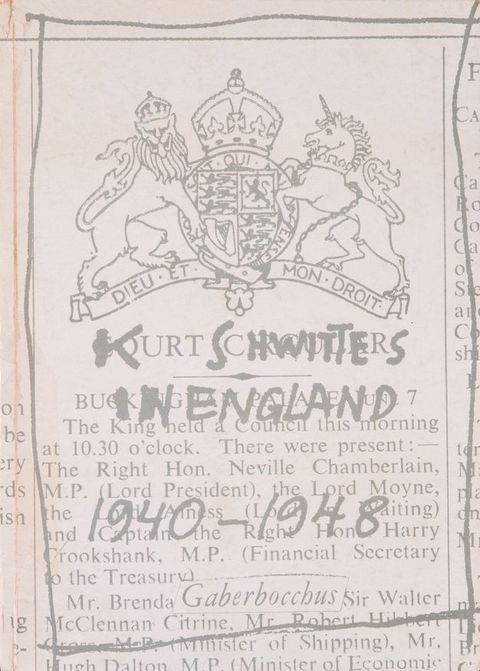 QUI
DIEU·ET MON·DROIT
KURT SCHWITTERS
JUNE 7
IN ENGLAND
The King held a Council this morning
at 10.30 o'clock. There were present:—
The Right Hon. Neville Chamberlain,
M.P. (Lord President), the Lord Moyne,
the
1940–1948
and Captain the Right Hon. Harry
Crookshank, M.P. (Financial Secretary
to the Treasury)
Mr. Brenda Gaberbocchus Sir Walter
McClennan Citrine, Mr. Robert Hibbert
Cross, M.P. (Minister of Shipping), Mr.
Hugh Dalton, M.P. (Minister of Economic